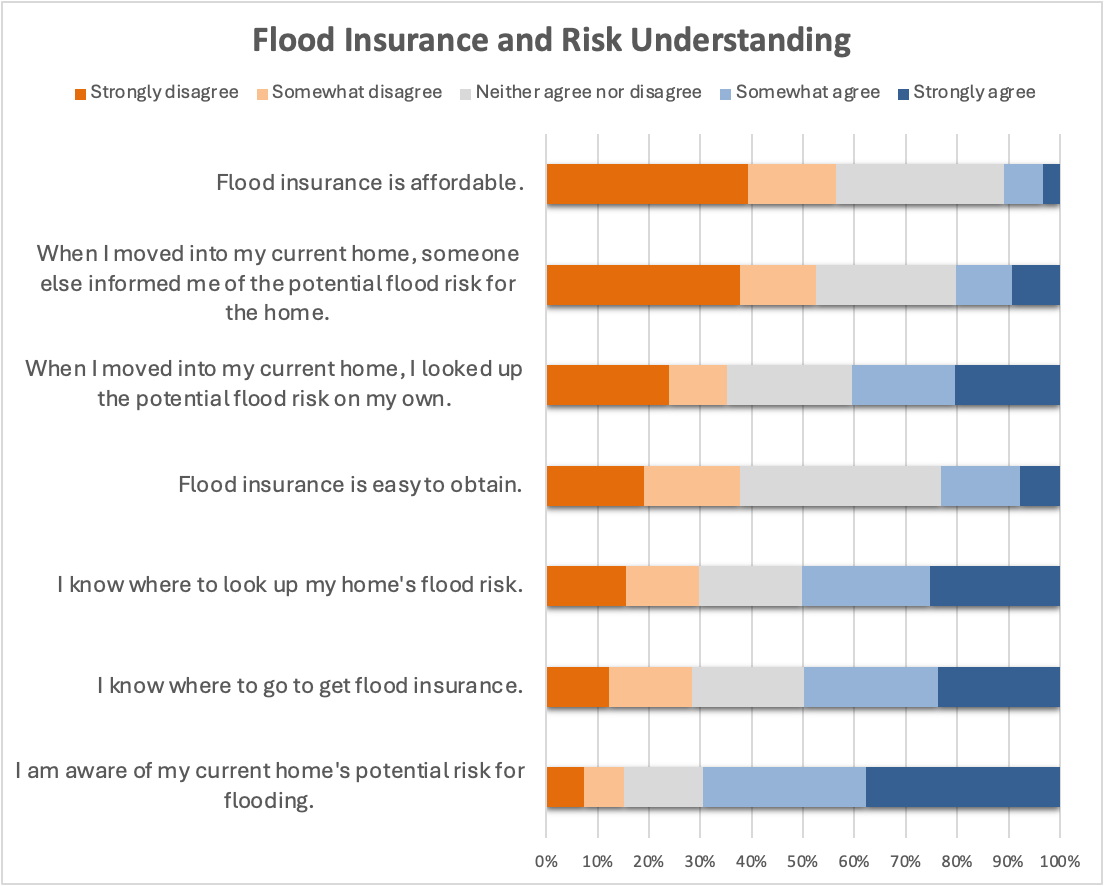 Flood Insurance and Risk Understanding
Strongly disagree Somewhat disagree Neither agree nor disagree Somewhat agree Strongly agree
Flood insurance is affordable.
When I moved into my current home, someone
else informed me of the potential flood risk for
the home.
When I moved into my current home, I looked up
the potential flood risk on my own.
Flood insurance is easy to obtain.
I know where to look up my home's flood risk.
I know where to go to get flood insurance.
I am aware of my current home's potential risk for
flooding.
0% 10% 20% 30% 40% 50% 60% 70% 80% 90% 100%